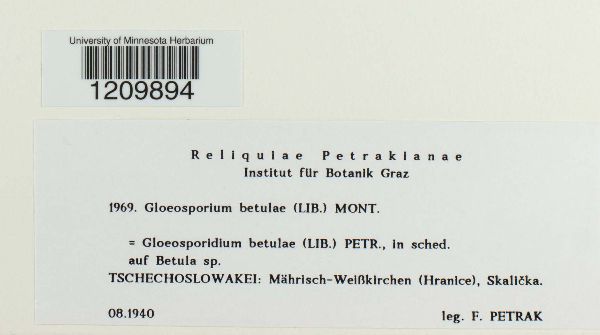 University of Minnesota Herbarium
1209894
Reliquiae Petrakianae
Institut für Botanik Graz
1969. Gloeosporium betulae (LIB.) MONT.
= Gloeosporidium betulae (LIB.) PETR., in sched.
auf Betula sp.
TSCHECHOSLOWAKEI: Mährisch-Weißkirchen (Hranice), Skalička.
08.1940 leg. F. PETRAK